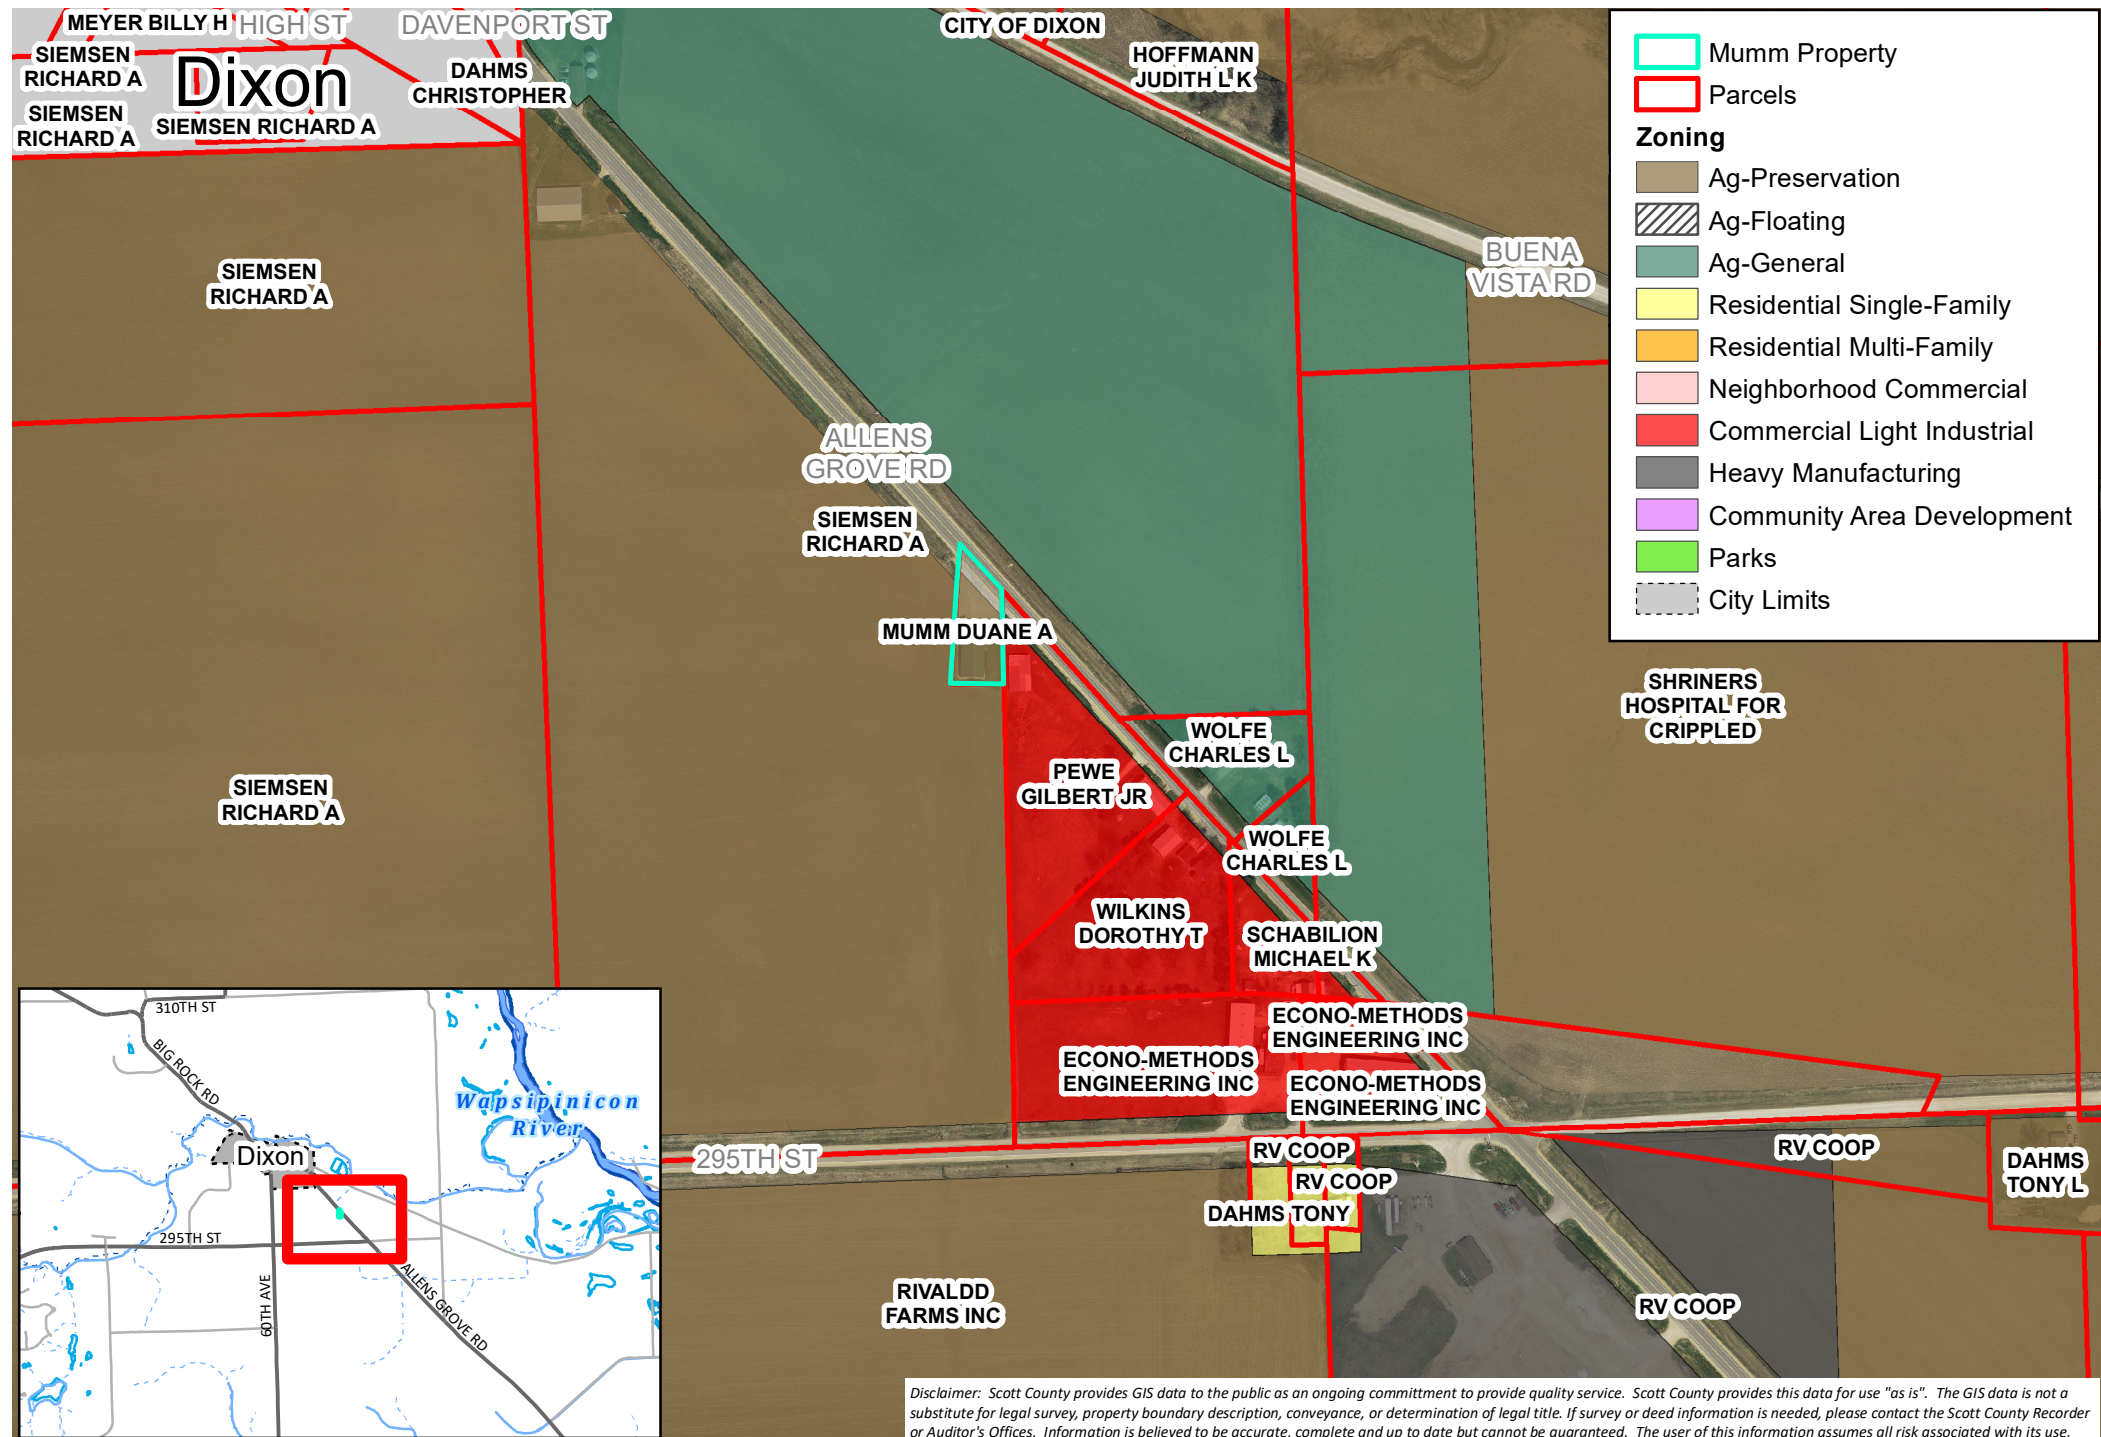 MEYER BILLY H
HIGH ST
DAVENPORT ST
CITY OF DIXON
SIEMSEN
RICHARD A
Dixon
DAHMS
CHRISTOPHER
HOFFMANN
JUDITH L K
SIEMSEN
RICHARD A
SIEMSEN RICHARD A
SIEMSEN
RICHARD A
BUENA
VISTA RD
ALLENS
GROVE RD
SIEMSEN
RICHARD A
MUMM DUANE A
SHRINERS
HOSPITAL FOR
CRIPPLED
WOLFE
CHARLES L
PEWE
GILBERT JR
SIEMSEN
RICHARD A
WOLFE
CHARLES L
WILKINS
DOROTHY T
SCHABILION
MICHAEL K
ECONO-METHODS
ENGINEERING INC
ECONO-METHODS
ENGINEERING INC
ECONO-METHODS
ENGINEERING INC
295TH ST
RV COOP
RV COOP
RV COOP
DAHMS TONY
DAHMS
TONY L
RIVALDD
FARMS INC
RV COOP
Mumm Property
Parcels
Zoning
Ag-Preservation
Ag-Floating
Ag-General
Residential Single-Family
Residential Multi-Family
Neighborhood Commercial
Commercial Light Industrial
Heavy Manufacturing
Community Area Development
Parks
City Limits
310TH ST
BIG ROCK RD
Wapsipinicon
River
Dixon
295TH ST
60TH AVE
ALLENS GROVE RD
Disclaimer: Scott County provides GIS data to the public as an ongoing committment to provide quality service. Scott County provides this data for use "as is". The GIS data is not a
substitute for legal survey, property boundary description, conveyance, or determination of legal title. If survey or deed information is needed, please contact the Scott County Recorder
or Auditor's Offices. Information is believed to be accurate, complete and up to date but cannot be guaranteed. The user of this information assumes all risk associated with its use.